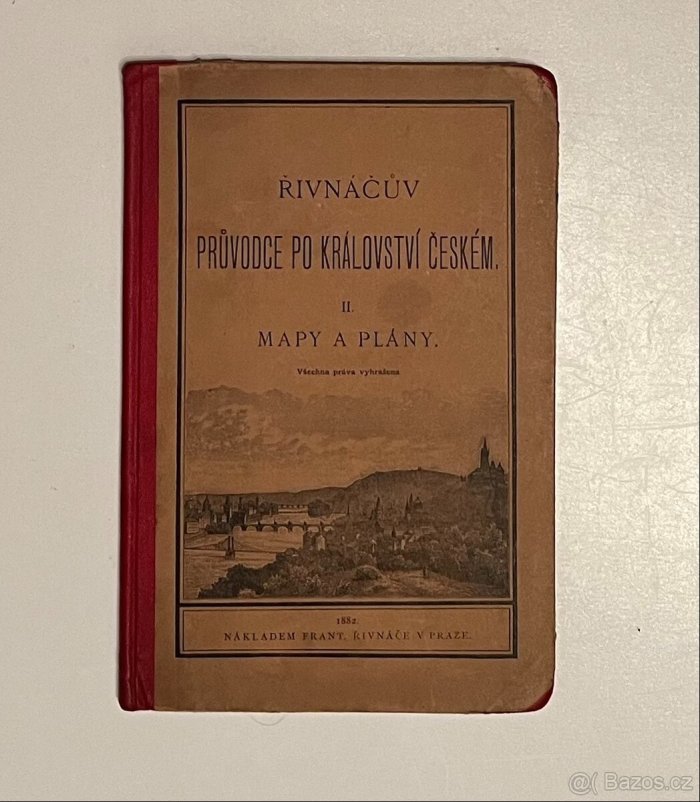 ŘIVNÁČŮV
PRŮVODCE PO KRÁLOVSTVÍ ČESKÉM.
II.
MAPY A PLÁNY.
Všechna práva vyhražena
1882.
NÁKLADEM FRANT. ŘIVNÁČE V PRAZE.
@( Bazos.cz